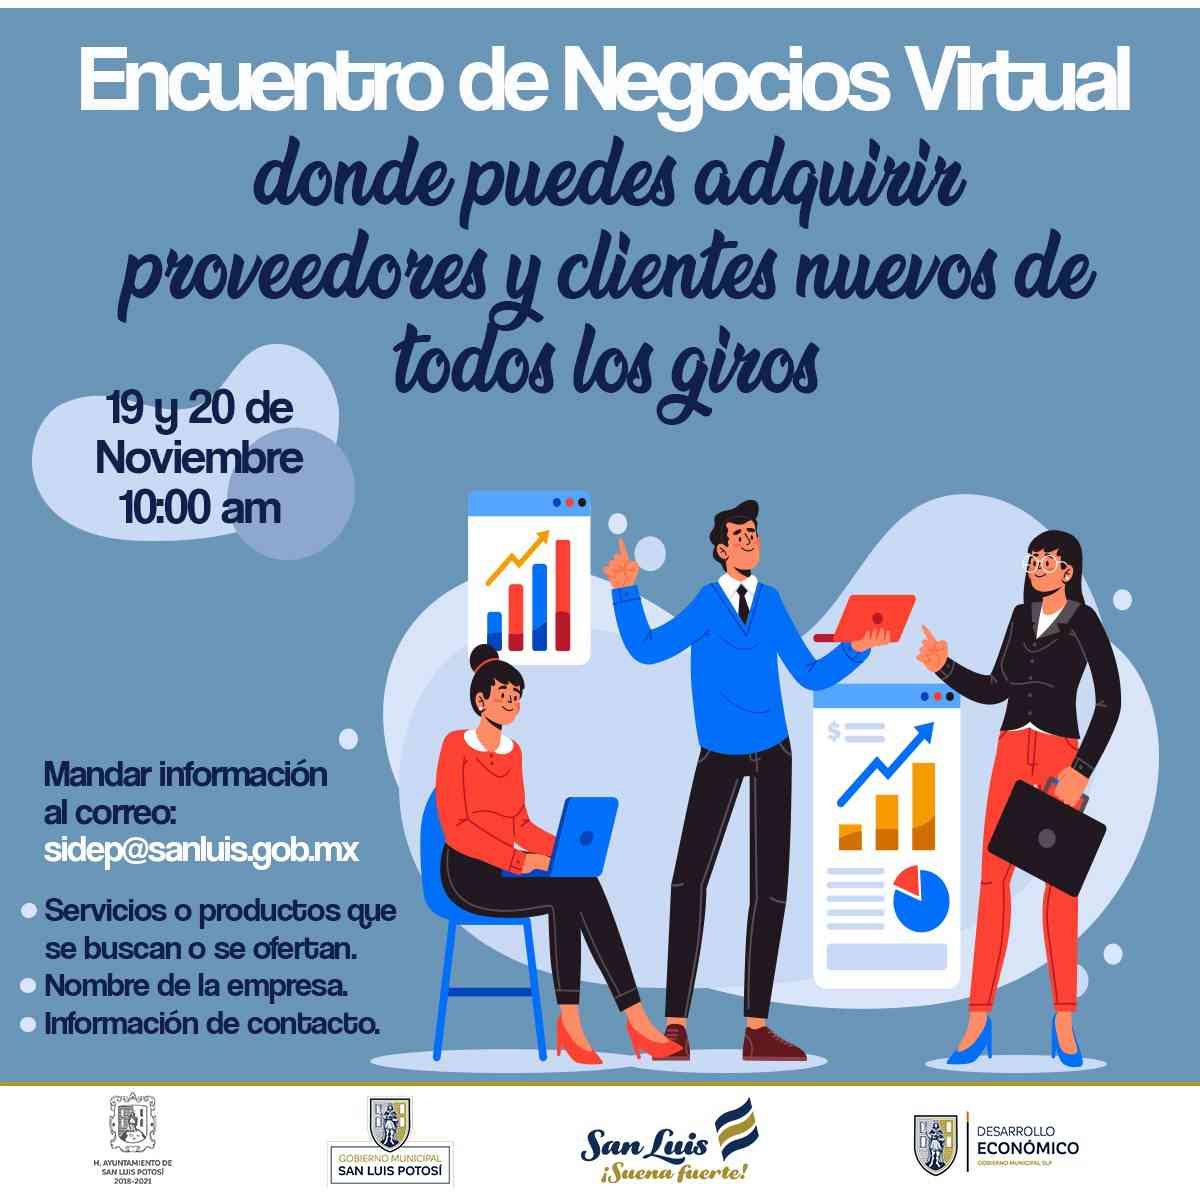 Encuentro de Negocios Virtual
donde puedes adquirir
proveedores y clientes nuevos de
todos los giros
19 y 20 de
Noviembre
10:00 am
$
Mandar información
al correo:
sidep@sanluis.gob.mx
Servicios o productos que
se buscan o se ofertan.
Nombre de la empresa.
Información de contacto.
H. AYUNTAMIENTO DE
SAN LUIS POTOSÍ
2018-2021
GOBIERNO MUNICIPAL
SAN LUIS POTOSÍ
San Luis
¡Suena fuerte!
DESARROLLO
ECONÓMICO
GOBIERNO MUNICIPAL SLP